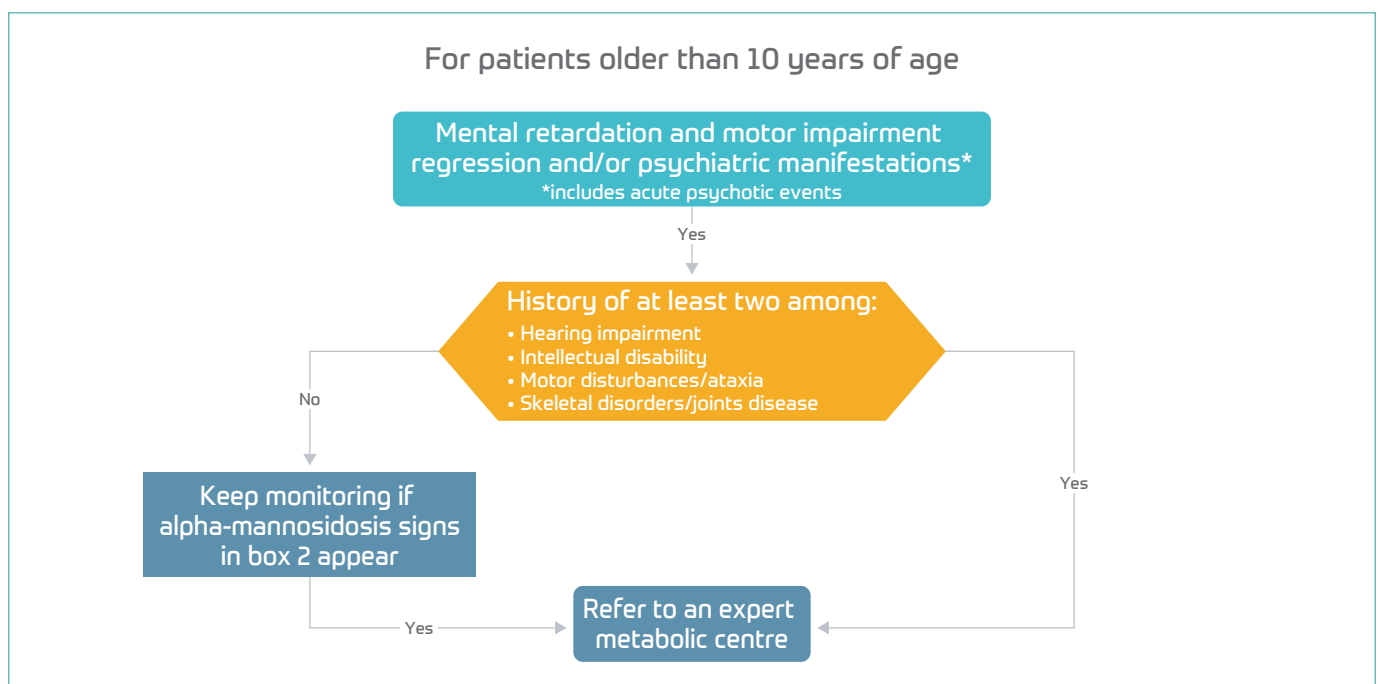 For patients older than 10 years of age
Mental retardation and motor impairment
regression and/or psychiatric manifestations*
*includes acute psychotic events
Yes
History of at least two among:
• Hearing impairment
• Intellectual disability
• Motor disturbances/ataxia
• Skeletal disorders/joints disease
No
Yes
Keep monitoring if
alpha-mannosidosis signs
in box 2 appear
Yes
Refer to an expert
metabolic centre